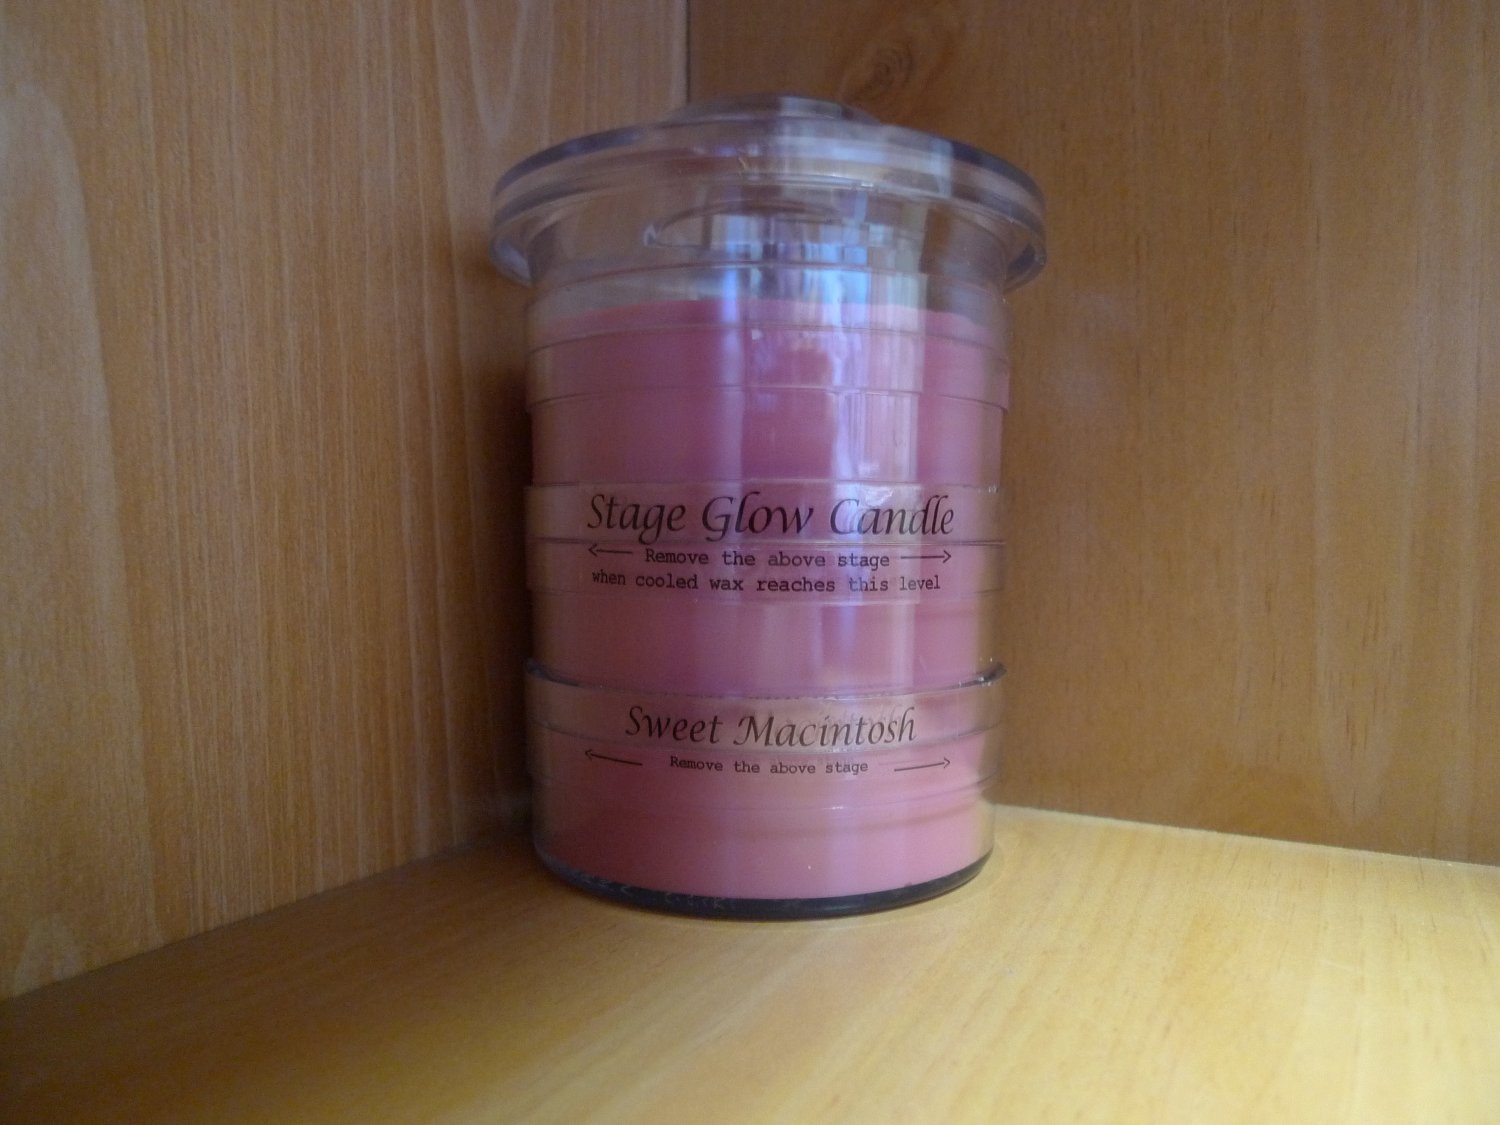 Stage Glow Candle
Remove the above stage
when cooled wax reaches this level
Sweet Macintosh
Remove the above stage